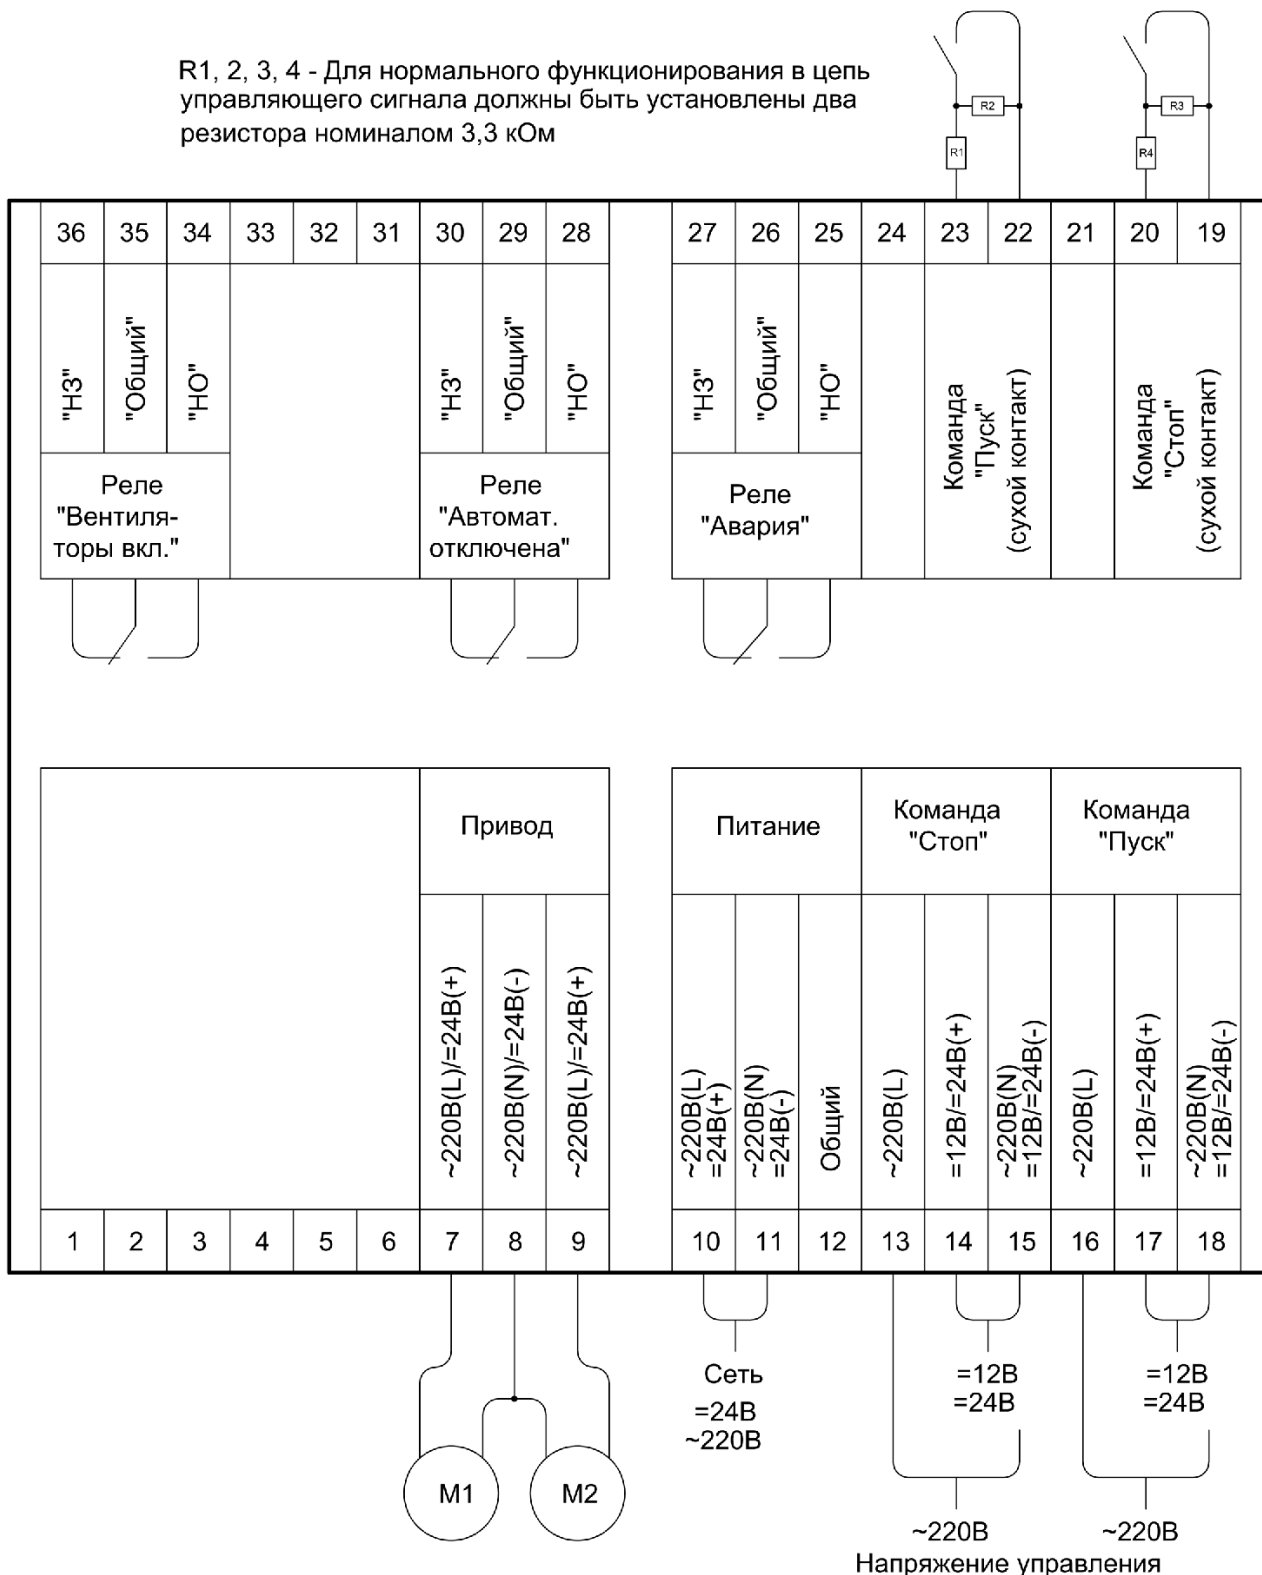 R1, 2, 3, 4 - Для нормального функционирования в цепь
управляющего сигнала должны быть установлены два
резистора номиналом 3,3 кОм
R2
R1
R3
R4
36 35 34 33 32 31 30 29 28 27 26 25 24 23 22 21 20 19
"НЗ"
"Общий"
"НО"
Реле
"Вентиля-
торы вкл."
"НЗ"
"Общий"
"НО"
Реле
"Автомат.
отключена"
"НЗ"
"Общий"
"НО"
Реле
"Авария"
Команда
"Пуск"
(сухой контакт)
Команда
"Стоп"
(сухой контакт)
Привод
Питание
Команда
"Стоп"
Команда
"Пуск"
~220В(L)/=24В(+)
~220В(N)/=24В(-)
~220В(L)/=24В(+)
~220В(L)
=24В(+)
~220В(N)
=24В(-)
Общий
~220В(L)
=12В/=24В(+)
~220В(N)
=12В/=24В(-)
~220В(L)
=12В/=24В(+)
~220В(N)
=12В/=24В(-)
1 2 3 4 5 6 7 8 9 10 11 12 13 14 15 16 17 18
М1
М2
Сеть
=24В
~220В
=12В
=24В
=12В
=24В
~220В
~220В
Напряжение управления